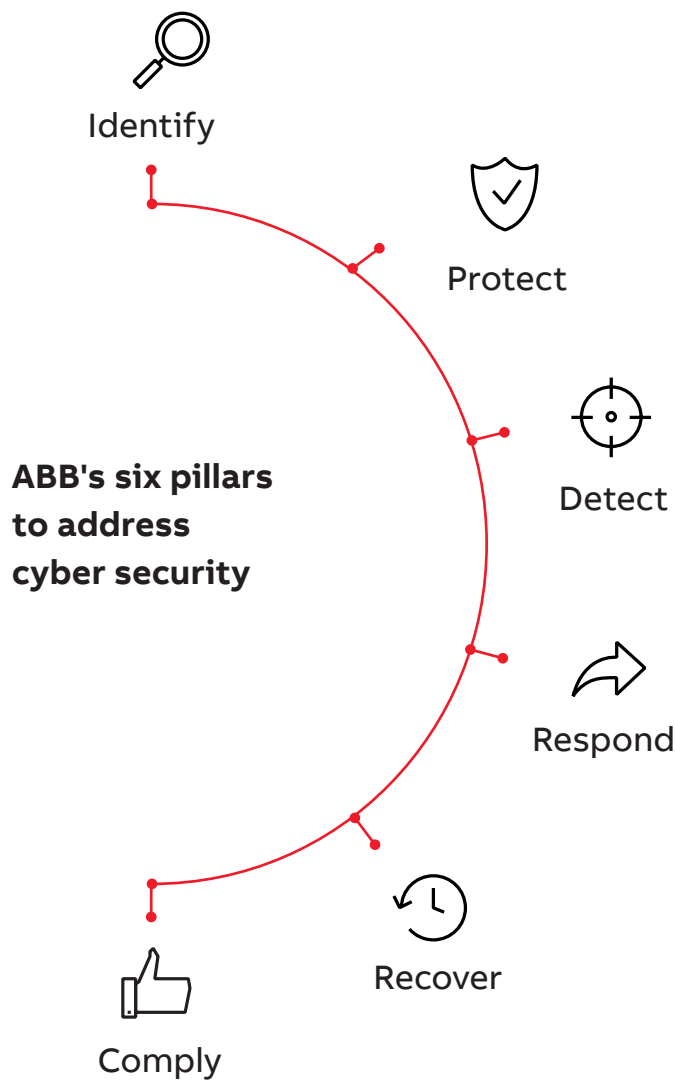 Identify
Protect
Detect
ABB's six pillars
to address
cyber security
Respond
Recover
Comply